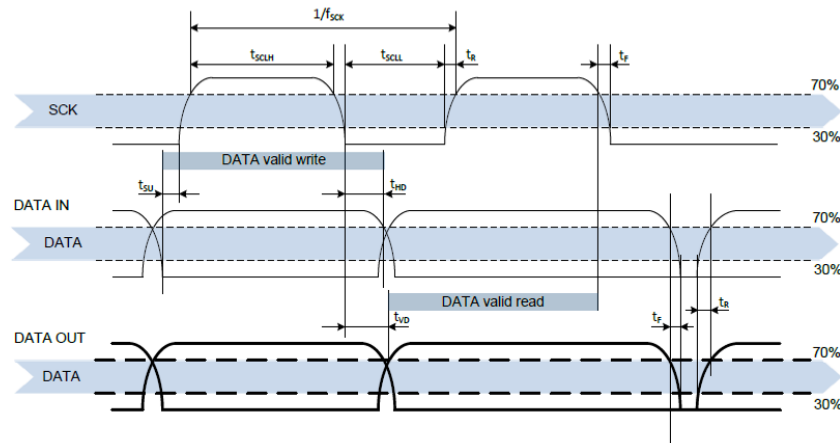 1/fSCK
tSCLH
tSCLL
tR
tF
70%
SCK
30%
DATA valid write
tSU
tHD
DATA IN
70%
DATA
30%
DATA valid read
tVD
tF
tR
DATA OUT
70%
DATA
30%